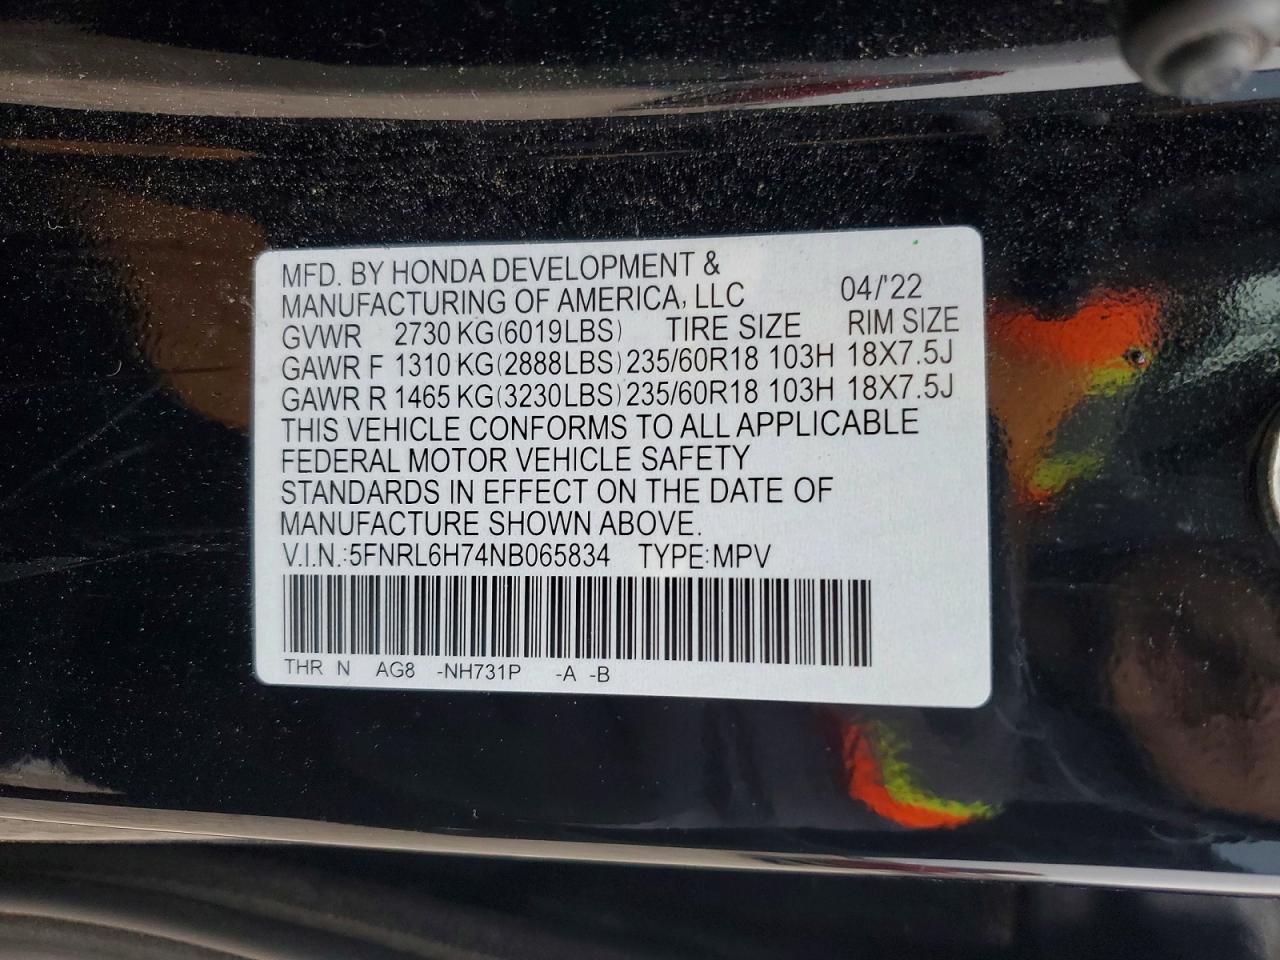 MFD. BY HONDA DEVELOPMENT &
MANUFACTURING OF AMERICA, LLC 04/'22
GVWR 2730 KG(6019LBS) TIRE SIZE RIM SIZE
GAWR F 1310 KG(2888LBS)235/60R18 103H 18X7.5J
GAWR R 1465 KG(3230LBS)235/60R18 103H 18X7.5J
THIS VEHICLE CONFORMS TO ALL APPLICABLE
FEDERAL MOTOR VEHICLE SAFETY
STANDARDS IN EFFECT ON THE DATE OF
MANUFACTURE SHOWN ABOVE.
V.I.N.:5FNRL6H74NB065834 TYPE:MPV
THR N AG8 -NH731P -A -B